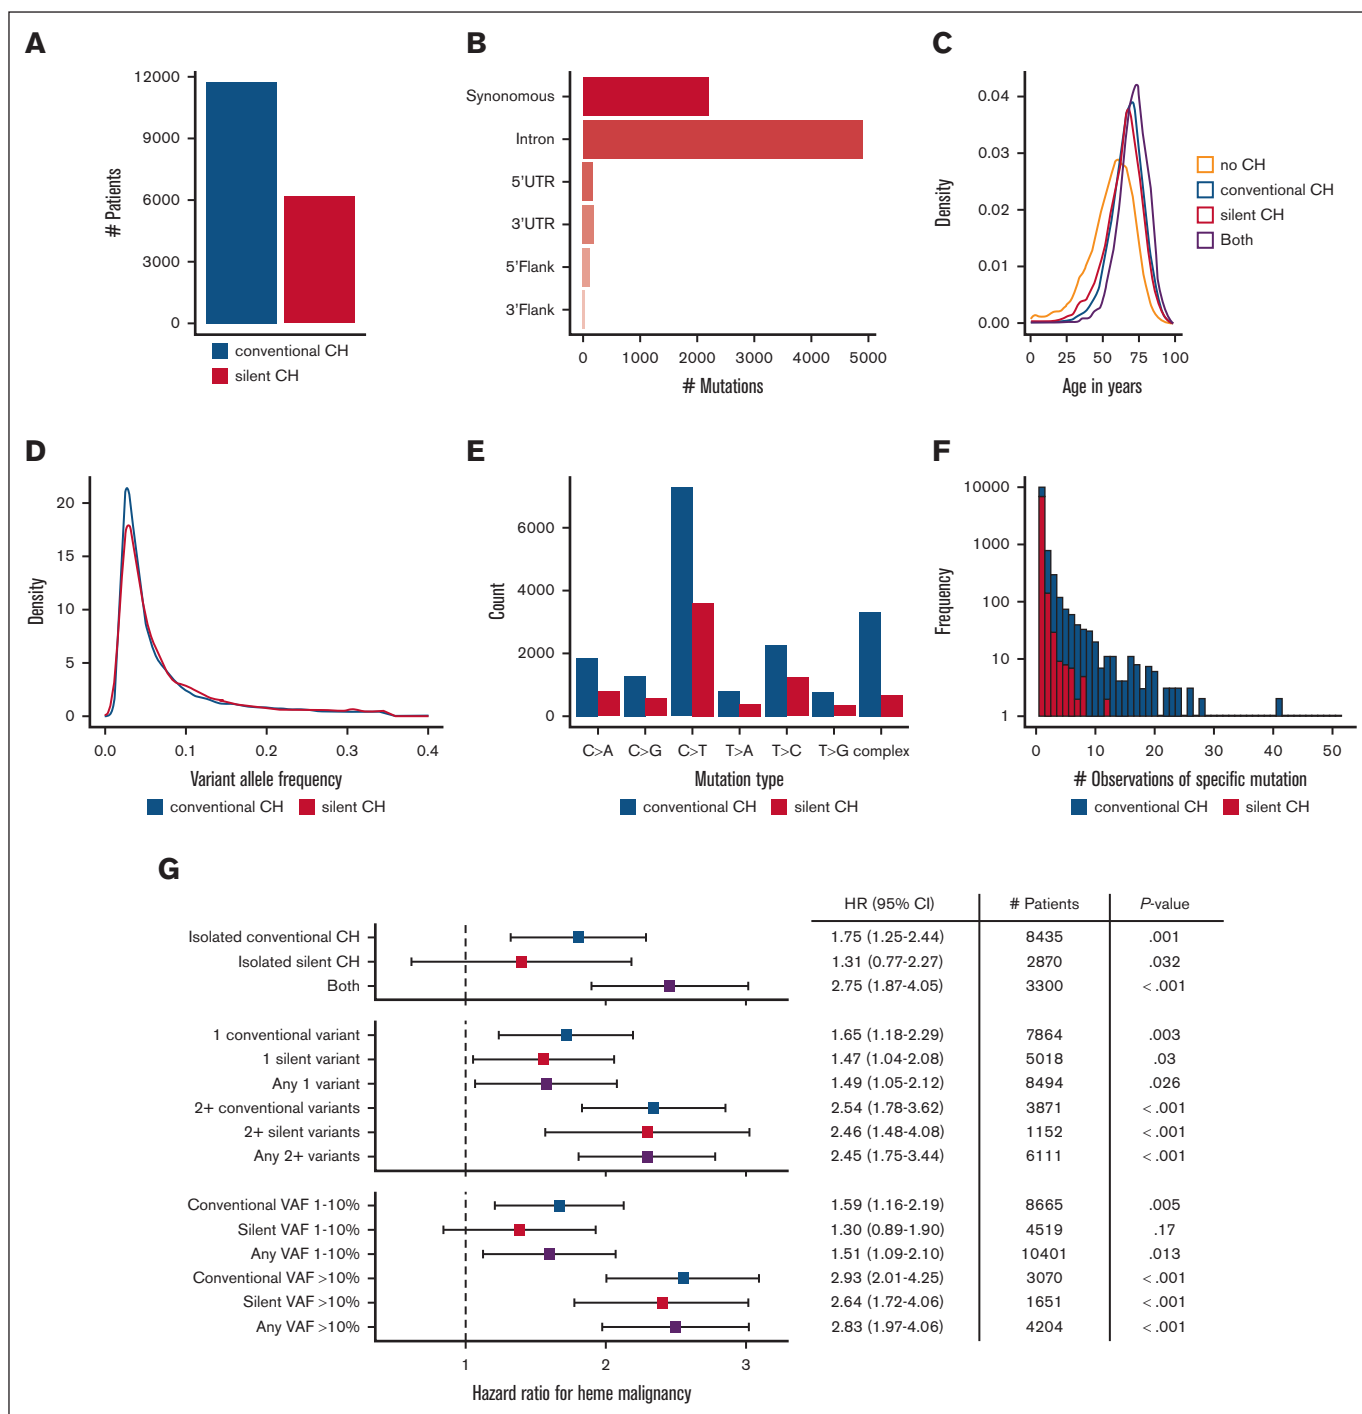 A
# Patients
12000
9000
6000
3000
0
conventional CH
silent CH
B
Synonomous
Intron
5'UTR
3'UTR
5'Flank
3'Flank
0 1000 2000 3000 4000 5000
# Mutations
C
Density
0.04
0.03
0.02
0.01
0.00
0 25 50 75 100
Age in years
no CH
conventional CH
silent CH
Both
D
Density
20
15
10
5
0
0.0 0.1 0.2 0.3 0.4
Variant allele frequency
conventional CH silent CH
E
Count
6000
4000
2000
0
C>A C>G C>T T>A T>C T>G complex
Mutation type
conventional CH silent CH
F
Frequency
10000
1000
100
10
1
0 10 20 30 40 50
# Observations of specific mutation
conventional CH silent CH
G
HR (95% CI) # Patients P-value
Isolated conventional CH 1.75 (1.25-2.44) 8435 .001
Isolated silent CH 1.31 (0.77-2.27) 2870 .032
Both 2.75 (1.87-4.05) 3300 <.001
1 conventional variant 1.65 (1.18-2.29) 7864 .003
1 silent variant 1.47 (1.04-2.08) 5018 .03
Any 1 variant 1.49 (1.05-2.12) 8494 .026
2+ conventional variants 2.54 (1.78-3.62) 3871 <.001
2+ silent variants 2.46 (1.48-4.08) 1152 <.001
Any 2+ variants 2.45 (1.75-3.44) 6111 <.001
Conventional VAF 1-10% 1.59 (1.16-2.19) 8665 .005
Silent VAF 1-10% 1.30 (0.89-1.90) 4519 .17
Any VAF 1-10% 1.51 (1.09-2.10) 10401 .013
Conventional VAF >10% 2.93 (2.01-4.25) 3070 <.001
Silent VAF >10% 2.64 (1.72-4.06) 1651 <.001
Any VAF >10% 2.83 (1.97-4.06) 4204 <.001
1 2 3
Hazard ratio for heme malignancy